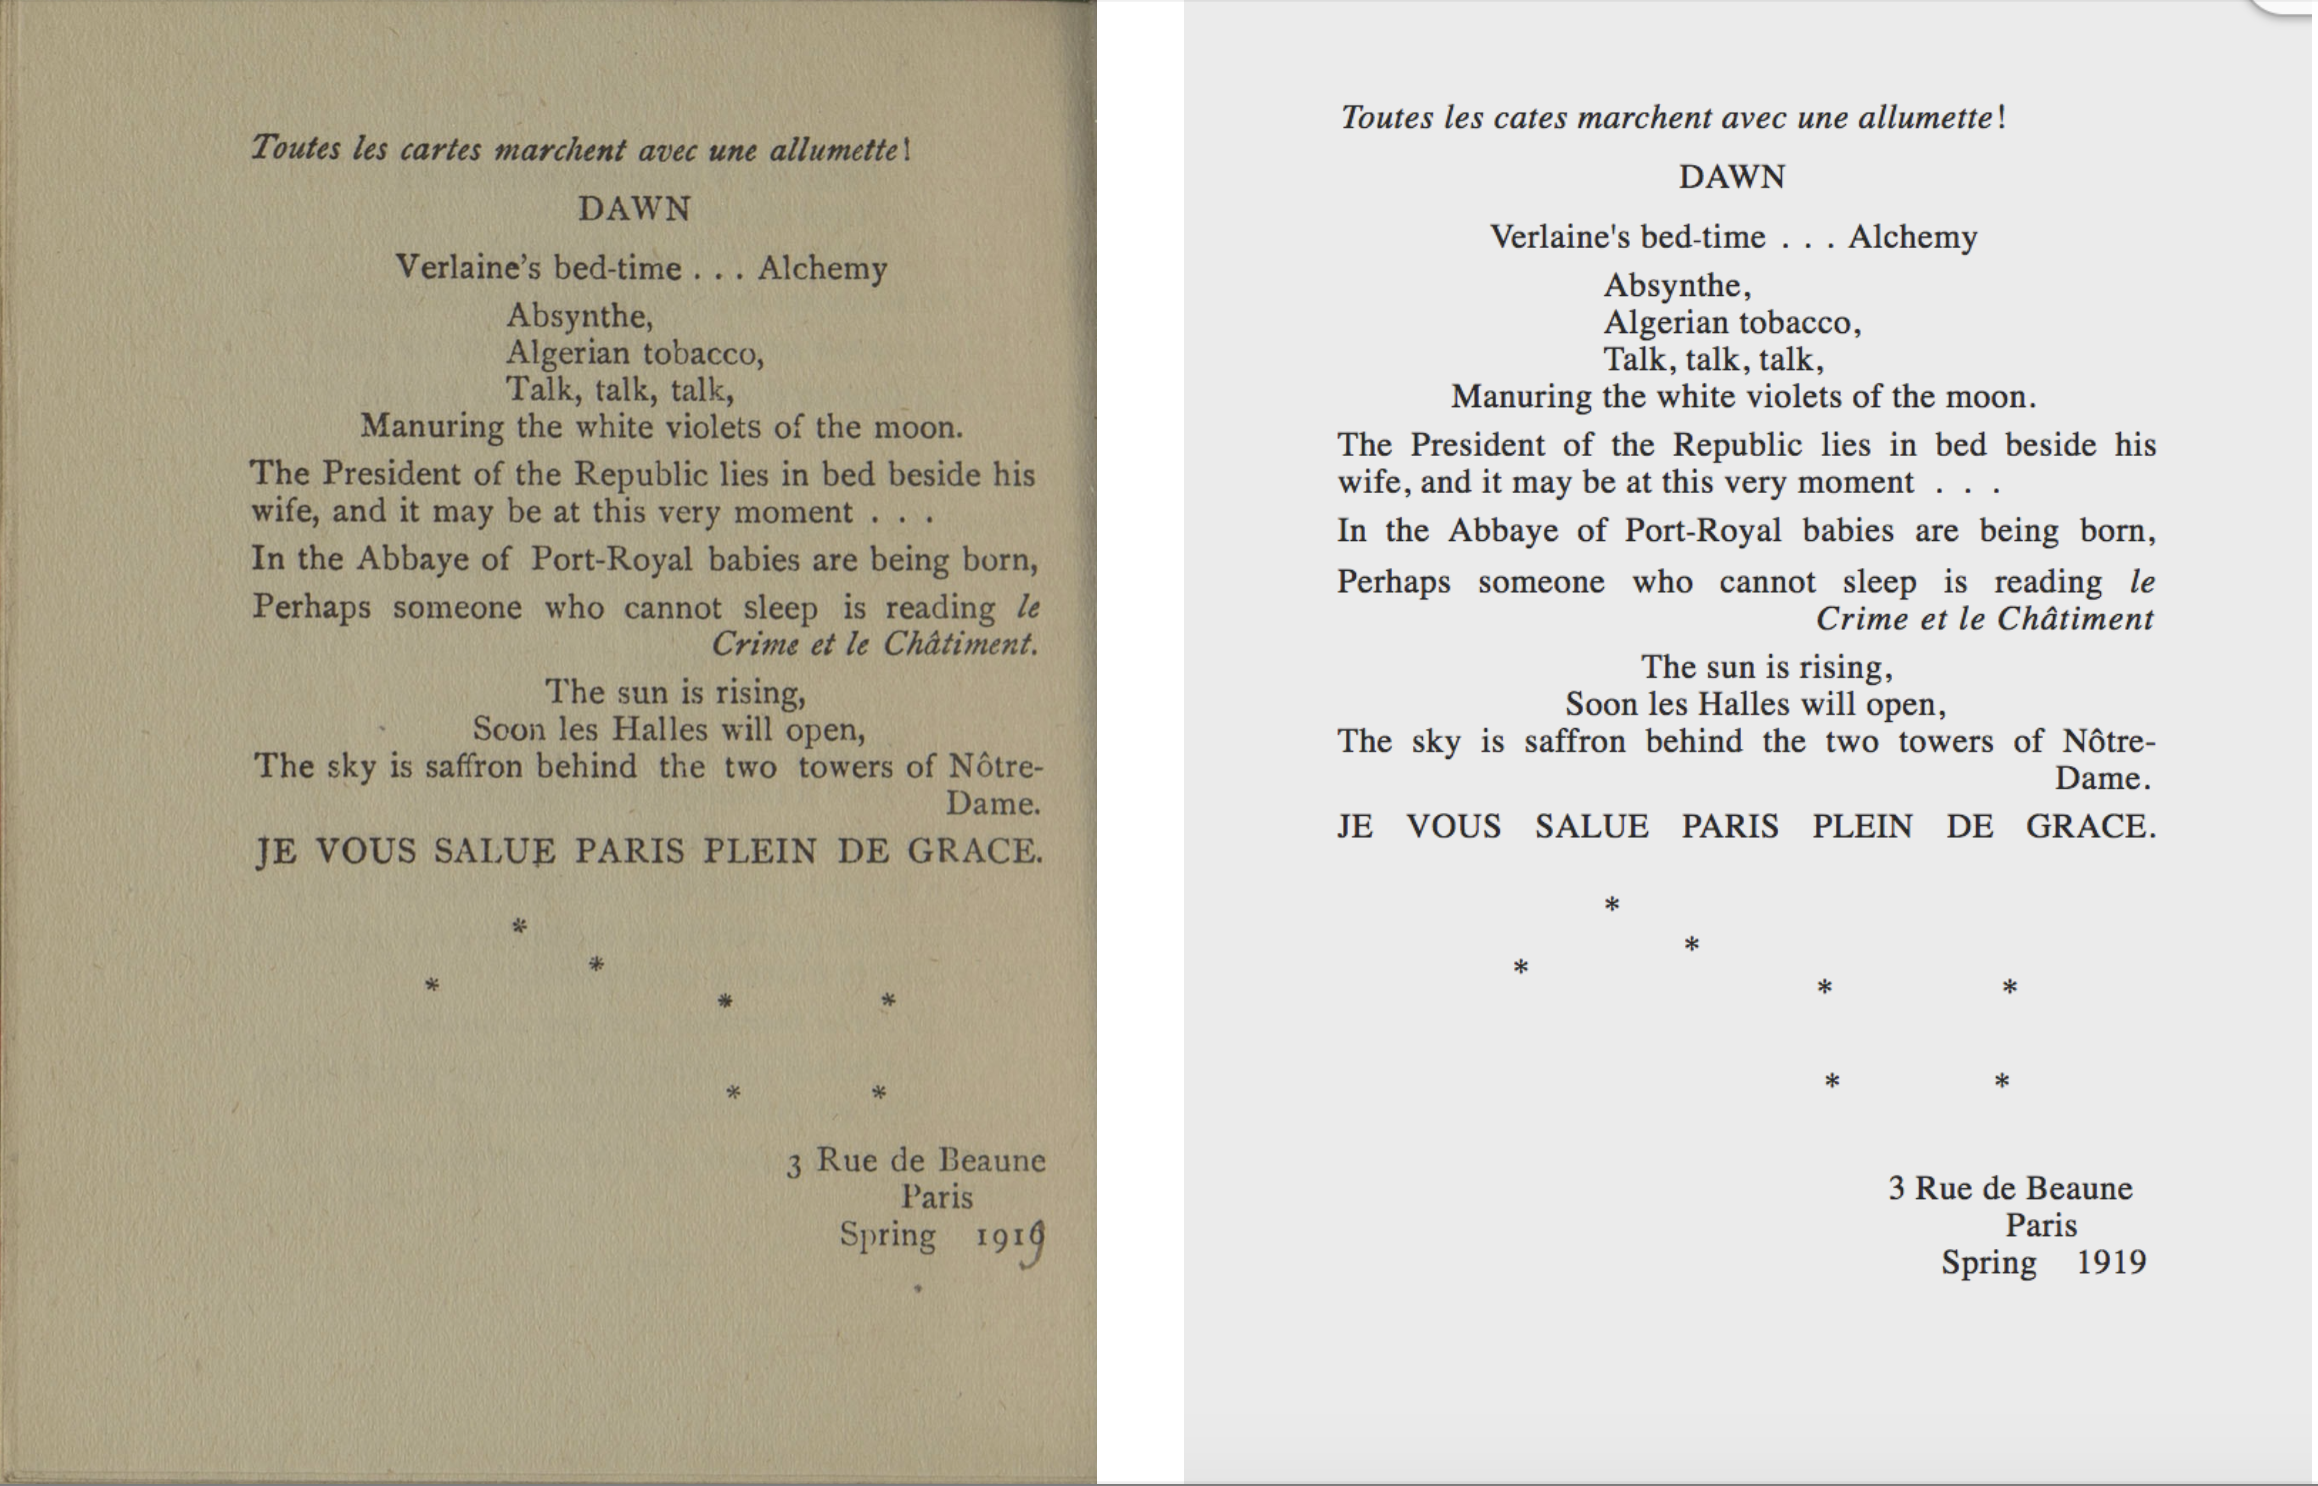 Toutes les cartes marchent avec une allumette!
DAWN
Verlaine’s bed-time . . . Alchemy
Absynthe,
Algerian tobacco,
Talk, talk, talk,
Manuring the white violets of the moon.
The President of the Republic lies in bed beside his
wife, and it may be at this very moment . . .
In the Abbaye of Port-Royal babies are being born,
Perhaps someone who cannot sleep is reading le
Crime et le Châtiment.
The sun is rising,
Soon les Halles will open,
The sky is saffron behind the two towers of Nôtre-
Dame.
JE VOUS SALUE PARIS PLEIN DE GRACE.
*
*
*
* *
* *
3 Rue de Beaune
Paris
Spring 1919
Toutes les cates marchent avec une allumette!
DAWN
Verlaine's bed-time . . . Alchemy
Absynthe,
Algerian tobacco,
Talk, talk, talk,
Manuring the white violets of the moon.
The President of the Republic lies in bed beside his
wife, and it may be at this very moment . . .
In the Abbaye of Port-Royal babies are being born,
Perhaps someone who cannot sleep is reading le
Crime et le Châtiment
The sun is rising,
Soon les Halles will open,
The sky is saffron behind the two towers of Nôtre-
Dame.
JE VOUS SALUE PARIS PLEIN DE GRACE.
*
*
*
* *
* *
3 Rue de Beaune
Paris
Spring 1919